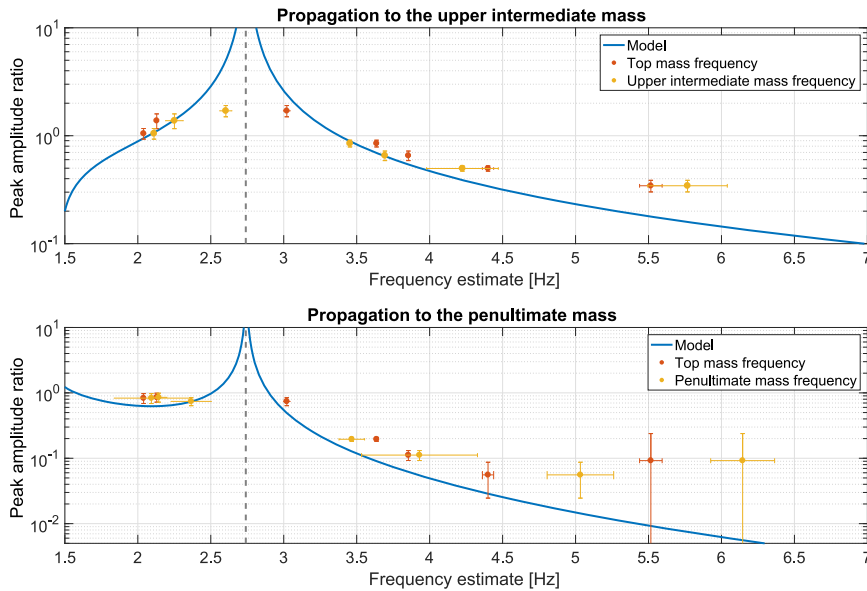 Propagation to the upper intermediate mass
Peak amplitude ratio
10^1
10^0
10^-1
Model
Top mass frequency
Upper intermediate mass frequency
1.5 2 2.5 3 3.5 4 4.5 5 5.5 6 6.5 7
Frequency estimate [Hz]
Propagation to the penultimate mass
Peak amplitude ratio
10^1
10^0
10^-1
10^-2
Model
Top mass frequency
Penultimate mass frequency
1.5 2 2.5 3 3.5 4 4.5 5 5.5 6 6.5 7
Frequency estimate [Hz]